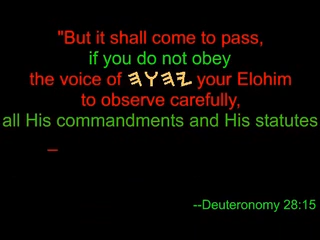 "But it shall come to pass,
if you do not obey
the voice of 𐤉𐤄𐤅𐤄 your Elohim
to observe carefully,
all His commandments and His statutes
_
--Deuteronomy 28:15